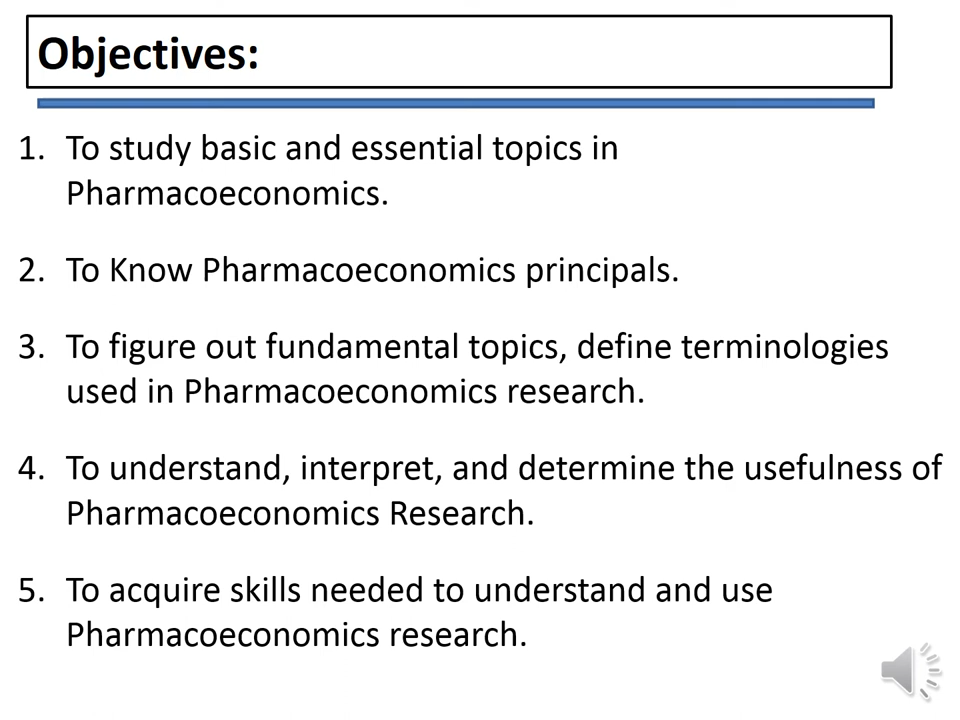 Objectives:
1. To study basic and essential topics in
Pharmacoeconomics.
2. To Know Pharmacoeconomics principals.
3. To figure out fundamental topics, define terminologies
used in Pharmacoeconomics research.
4. To understand, interpret, and determine the usefulness of
Pharmacoeconomics Research.
5. To acquire skills needed to understand and use
Pharmacoeconomics research.